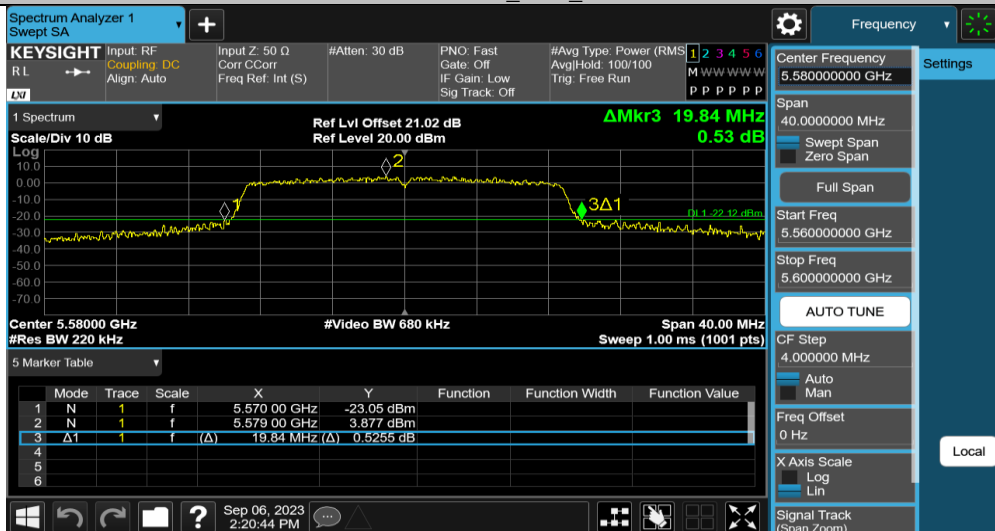 Spectrum Analyzer 1
Swept SA
+
Frequency
KEYSIGHT
RL
LXI
Input: RF
Coupling: DC
Align: Auto
Input Z: 50 Ω
Corr CCorr
Freq Ref: Int (S)
#Atten: 30 dB
PNO: Fast
Gate: Off
IF Gain: Low
Sig Track: Off
#Avg Type: Power (RMS
Avg|Hold: 100/100
Trig: Free Run
1 2 3 4 5 6
M W W W W W
P P P P P P
Center Frequency
5.580000000 GHz
Settings
Span
40.0000000 MHz
Swept Span
Zero Span
Full Span
Start Freq
5.560000000 GHz
Stop Freq
5.600000000 GHz
AUTO TUNE
CF Step
4.000000 MHz
Auto
Man
Freq Offset
0 Hz
X Axis Scale
Log
Lin
Signal Track
(Span Zoom)
Local
1 Spectrum
Scale/Div 10 dB
Ref Lvl Offset 21.02 dB
Ref Level 20.00 dBm
ΔMkr3 19.84 MHz
0.53 dB
Log
10.0
0.00
-10.0
-20.0
-30.0
-40.0
-50.0
-60.0
-70.0
1
2
3Δ1
DL1 -22.12 dBm
Center 5.58000 GHz
#Res BW 220 kHz
#Video BW 680 kHz
Span 40.00 MHz
Sweep 1.00 ms (1001 pts)
5 Marker Table
Mode Trace Scale X Y Function Function Width Function Value
1 N 1 f 5.570 00 GHz -23.05 dBm
2 N 1 f 5.579 00 GHz 3.877 dBm
3 Δ1 1 f (Δ) 19.84 MHz (Δ) 0.5255 dB
4
5
6
?
Sep 06, 2023
2:20:44 PM